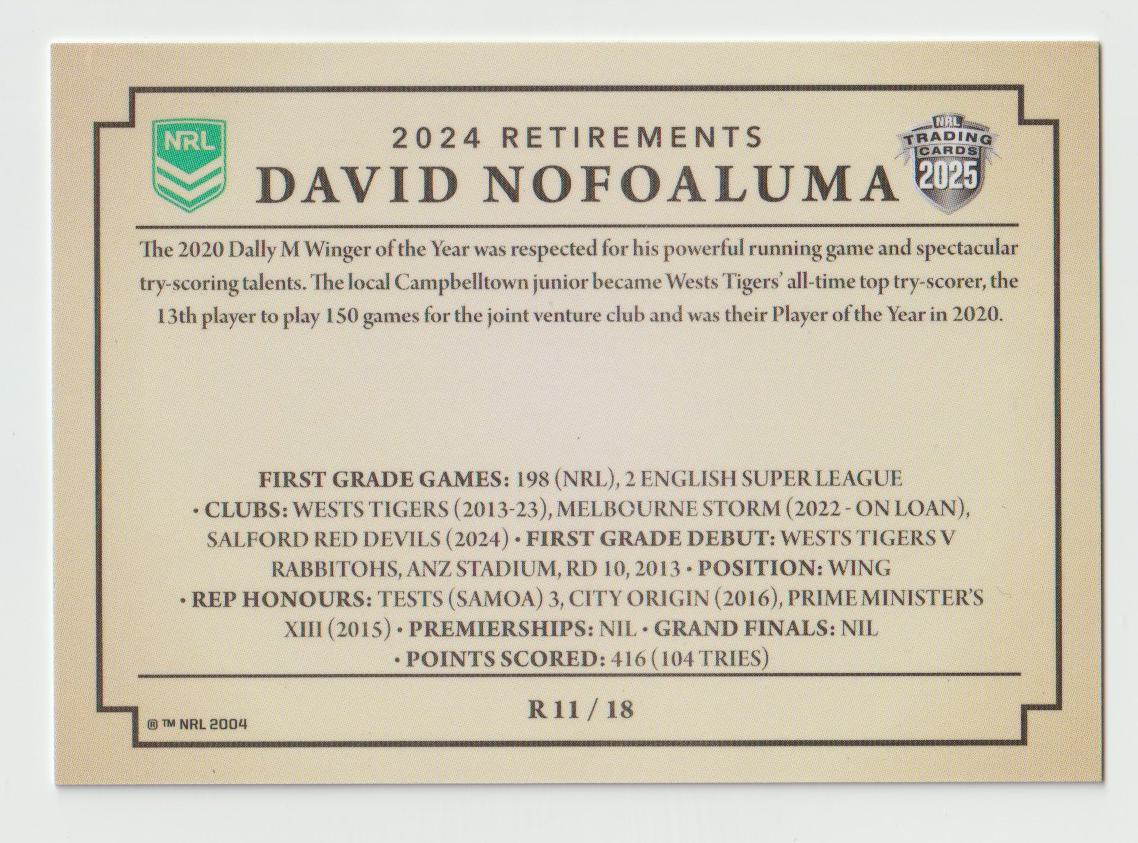 NRL
2024 RETIREMENTS
NRL
TRADING
CARDS
2025
DAVID NOFOALUMA
The 2020 Dally M Winger of the Year was respected for his powerful running game and spectacular
try-scoring talents. The local Campbelltown junior became Wests Tigers' all-time top try-scorer, the
13th player to play 150 games for the joint venture club and was their Player of the Year in 2020.
FIRST GRADE GAMES: 198 (NRL), 2 ENGLISH SUPER LEAGUE
• CLUBS: WESTS TIGERS (2013-23), MELBOURNE STORM (2022 - ON LOAN),
SALFORD RED DEVILS (2024) • FIRST GRADE DEBUT: WESTS TIGERS V
RABBITOHS, ANZ STADIUM, RD 10, 2013 • POSITION: WING
• REP HONOURS: TESTS (SAMOA) 3, CITY ORIGIN (2016), PRIME MINISTER'S
XIII (2015) • PREMIERSHIPS: NIL • GRAND FINALS: NIL
• POINTS SCORED: 416 (104 TRIES)
R 11 / 18
® ™ NRL 2004